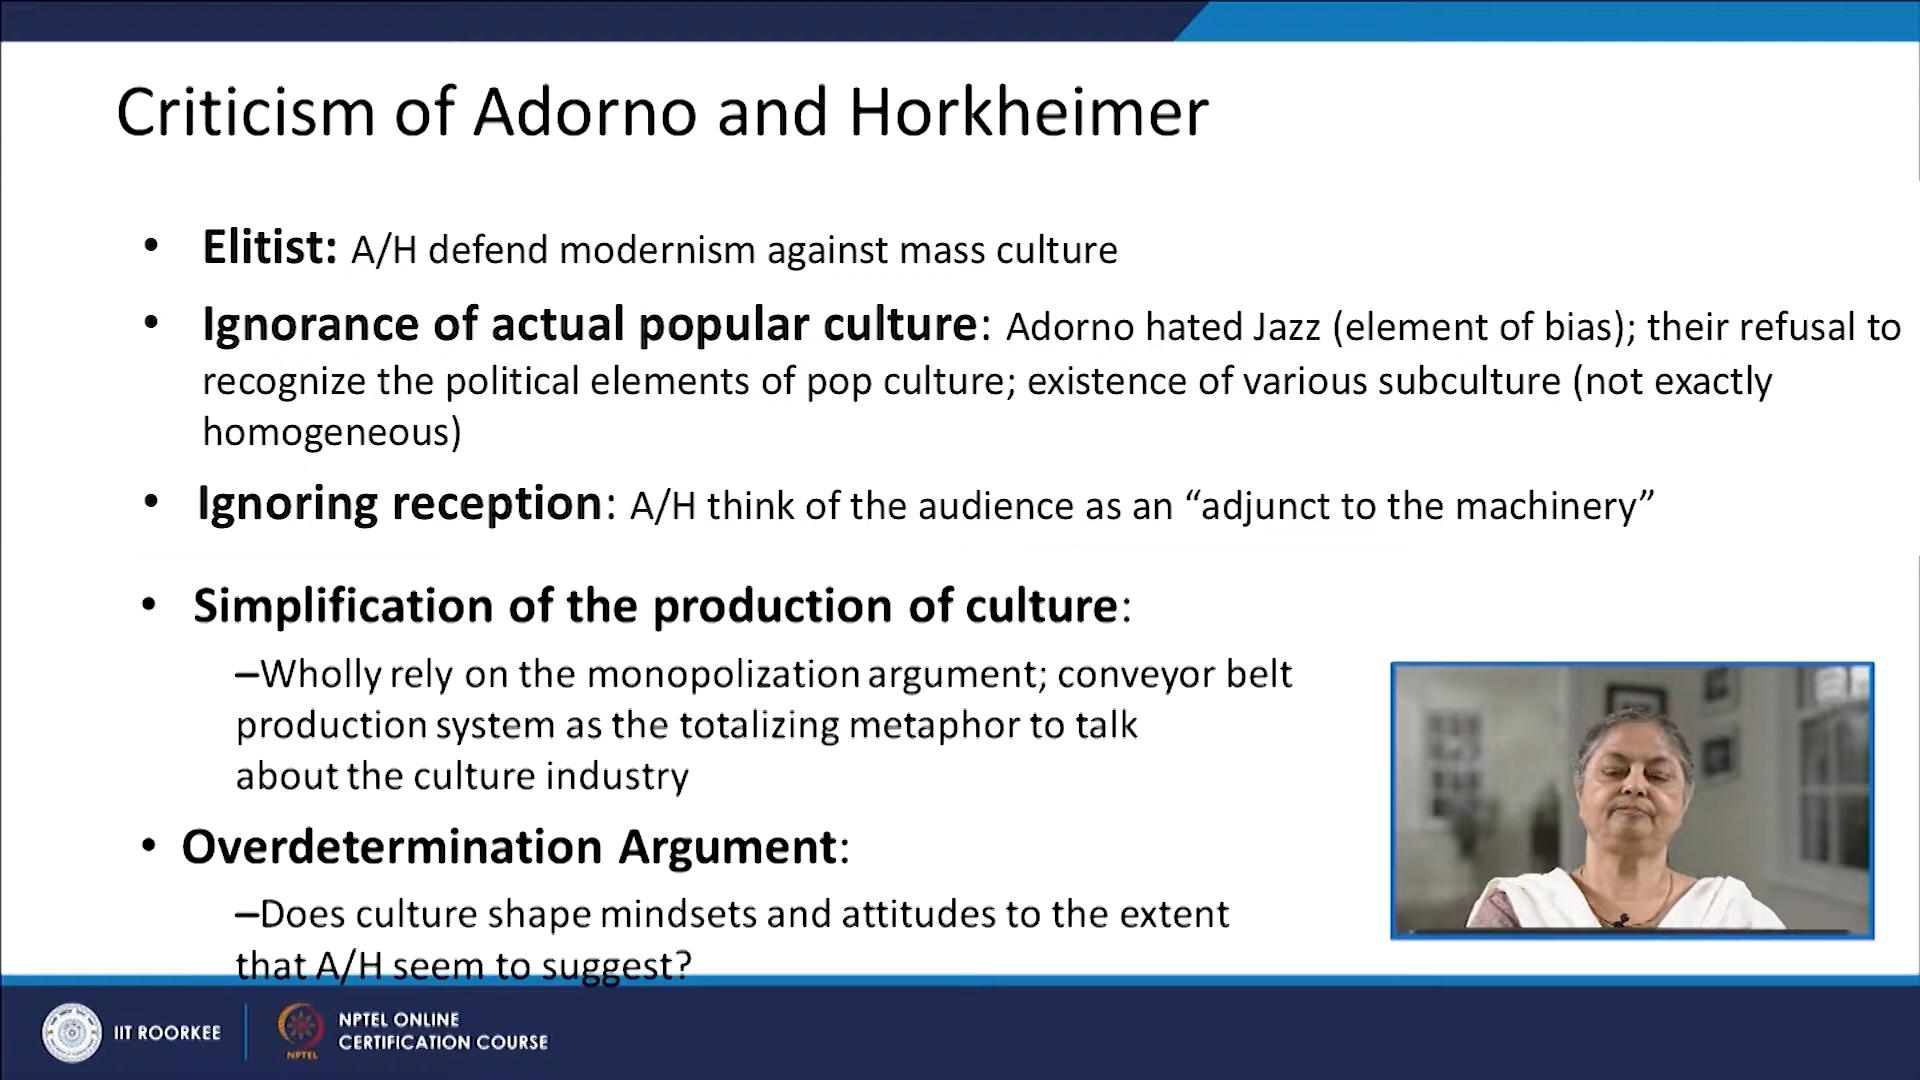 Criticism of Adorno and Horkheimer
• Elitist: A/H defend modernism against mass culture
• Ignorance of actual popular culture: Adorno hated Jazz (element of bias); their refusal to
recognize the political elements of pop culture; existence of various subculture (not exactly
homogeneous)
• Ignoring reception: A/H think of the audience as an “adjunct to the machinery”
• Simplification of the production of culture:
–Wholly rely on the monopolization argument; conveyor belt
production system as the totalizing metaphor to talk
about the culture industry
• Overdetermination Argument:
–Does culture shape mindsets and attitudes to the extent
that A/H seem to suggest?
IIT ROORKEE
NPTEL
NPTEL ONLINE
CERTIFICATION COURSE